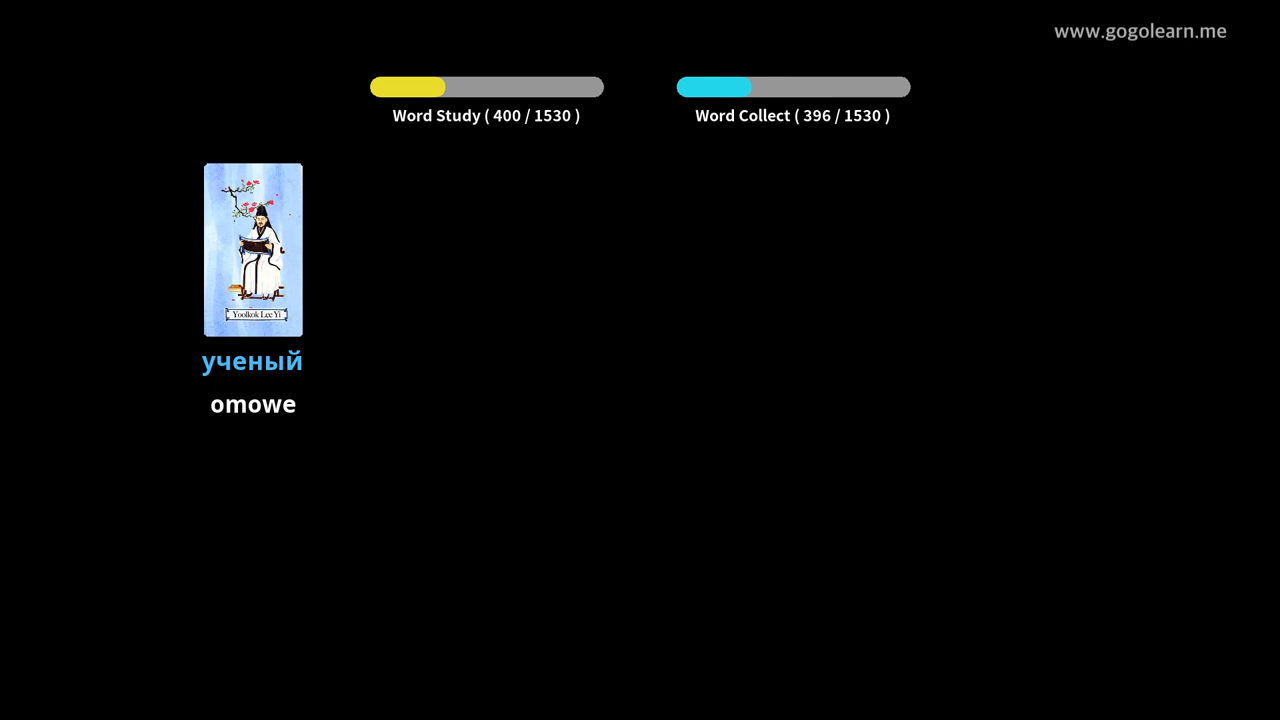 www.gogolearn.me
Word Study ( 400 / 1530 )
Word Collect ( 396 / 1530 )
Yoolkok Lee Yi
ученый
omowe